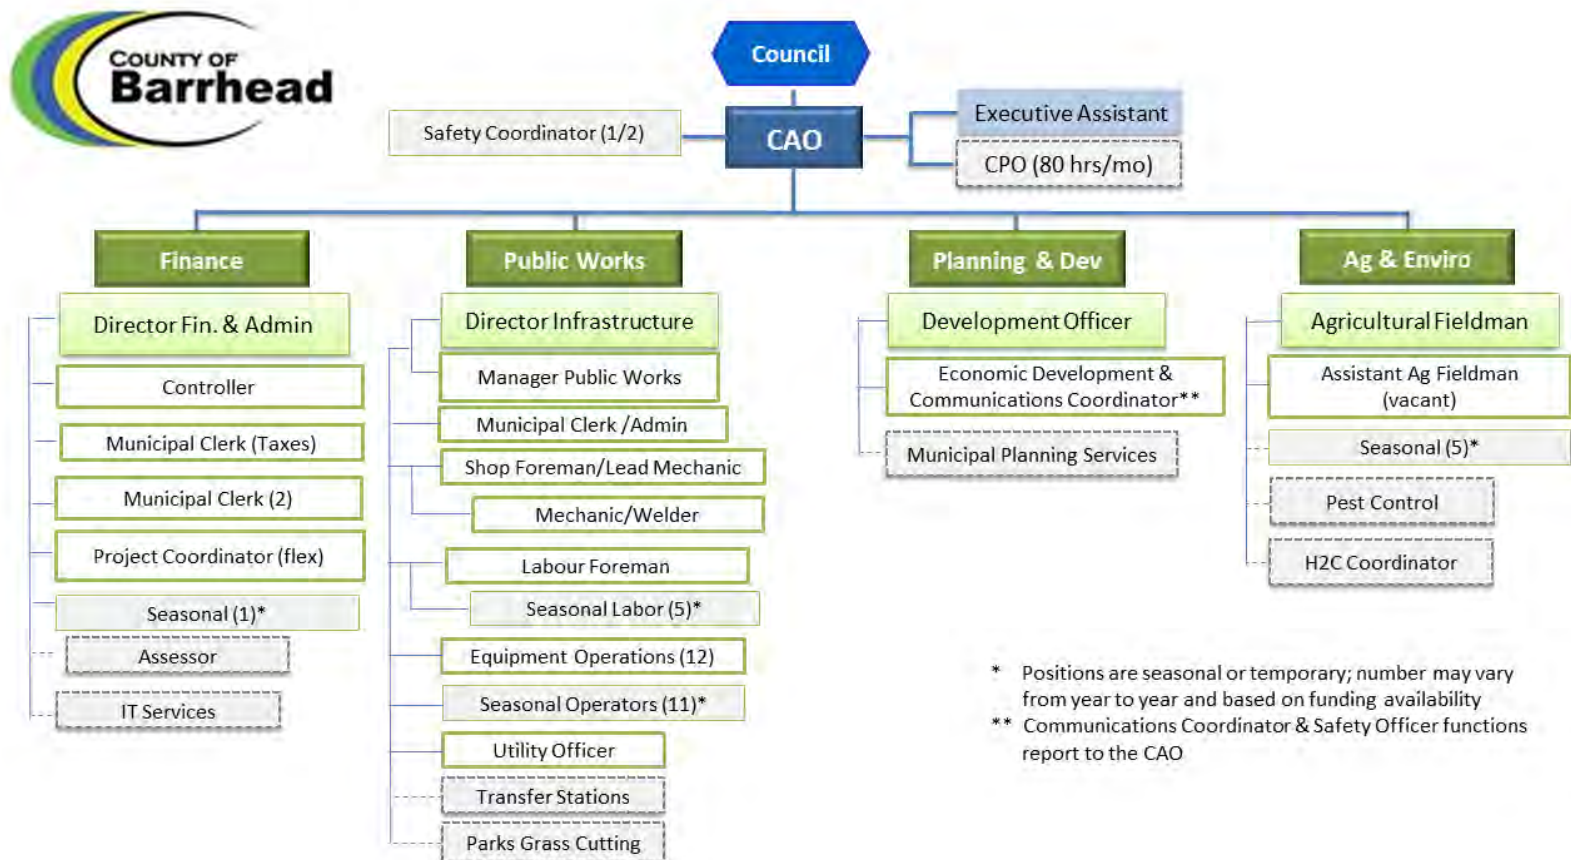 COUNTY OF
Barrhead
Council
Safety Coordinator (1/2)
CAO
Executive Assistant
CPO (80 hrs/mo)
Finance
Director Fin. & Admin
Controller
Municipal Clerk (Taxes)
Municipal Clerk (2)
Project Coordinator (flex)
Seasonal (1)*
Assessor
IT Services
Public Works
Director Infrastructure
Manager Public Works
Municipal Clerk /Admin
Shop Foreman/Lead Mechanic
Mechanic/Welder
Labour Foreman
Seasonal Labor (5)*
Equipment Operations (12)
Seasonal Operators (11)*
Utility Officer
Transfer Stations
Parks Grass Cutting
Planning & Dev
Development Officer
Economic Development &
Communications Coordinator**
Municipal Planning Services
Ag & Enviro
Agricultural Fieldman
Assistant Ag Fieldman
(vacant)
Seasonal (5)*
Pest Control
H2C Coordinator
* Positions are seasonal or temporary; number may vary
from year to year and based on funding availability
** Communications Coordinator & Safety Officer functions
report to the CAO